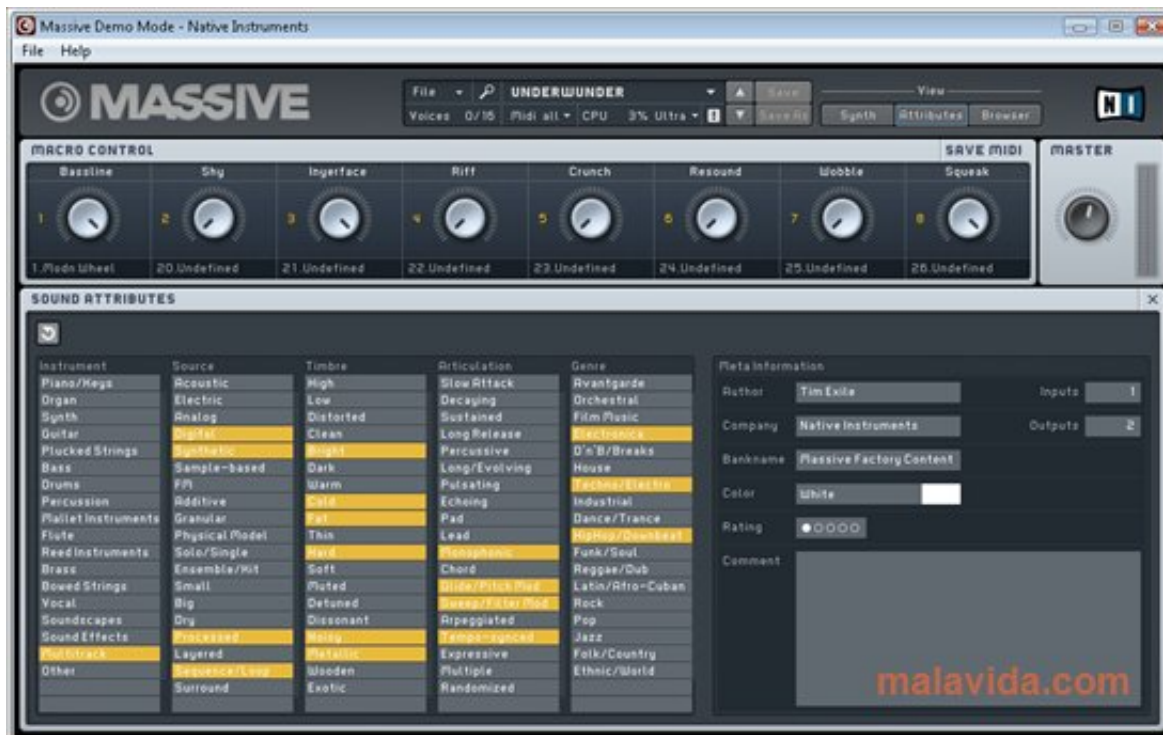 Massive Demo Mode - Native Instruments
File Help
MASSIVE
File UNDERWUNDER Save
Voices 0/16 Midi all CPU 3% Ultra Save As
View
Synth Attributes Browser
NI
MACRO CONTROL SAVE MIDI MASTER
Bassline Shy Inyerface Riff Crunch Resound Wobble Squeak
1 2 3 4 5 6 7 8
1.Modn Wheel 20.Undefined 21.Undefined 22.Undefined 23.Undefined 24.Undefined 25.Undefined 26.Undefined
SOUND ATTRIBUTES
Instrument
Piano/Keys
Organ
Synth
Guitar
Plucked Strings
Bass
Drums
Percussion
Mallet Instruments
Flute
Reed Instruments
Brass
Bowed Strings
Vocal
Soundscapes
Sound Effects
Multitrack
Other
Source
Acoustic
Electric
Analog
Digital
Synthetic
Sample-based
FM
Additive
Granular
Physical Model
Solo/Single
Ensemble/Kit
Small
Big
Dry
Processed
Layered
Sequence/Loop
Surround
Timbre
High
Low
Distorted
Clean
Bright
Dark
Warm
Cold
Fat
Thin
Hard
Soft
Muted
Detuned
Dissonant
Noisy
Metallic
Wooden
Exotic
Articulation
Slow Attack
Decaying
Sustained
Long Release
Percussive
Long/Evolving
Pulsating
Echoing
Pad
Lead
Monophonic
Chord
Glide/Pitch Mod
Sweep/Filter Mod
Arpeggiated
Tempo-synced
Expressive
Multiple
Randomized
Genre
Avantgarde
Orchestral
Film Music
Electronica
D'n'B/Breaks
House
Techno/Electro
Industrial
Dance/Trance
HipHop/Downbeat
Funk/Soul
Reggae/Dub
Latin/Afro-Cuban
Rock
Pop
Jazz
Folk/Country
Ethnic/World
Meta Information
Author Tim Exile Inputs 1
Company Native Instruments Outputs 2
Bankname Massive Factory Content
Color White
Rating
Comment
malavida.com